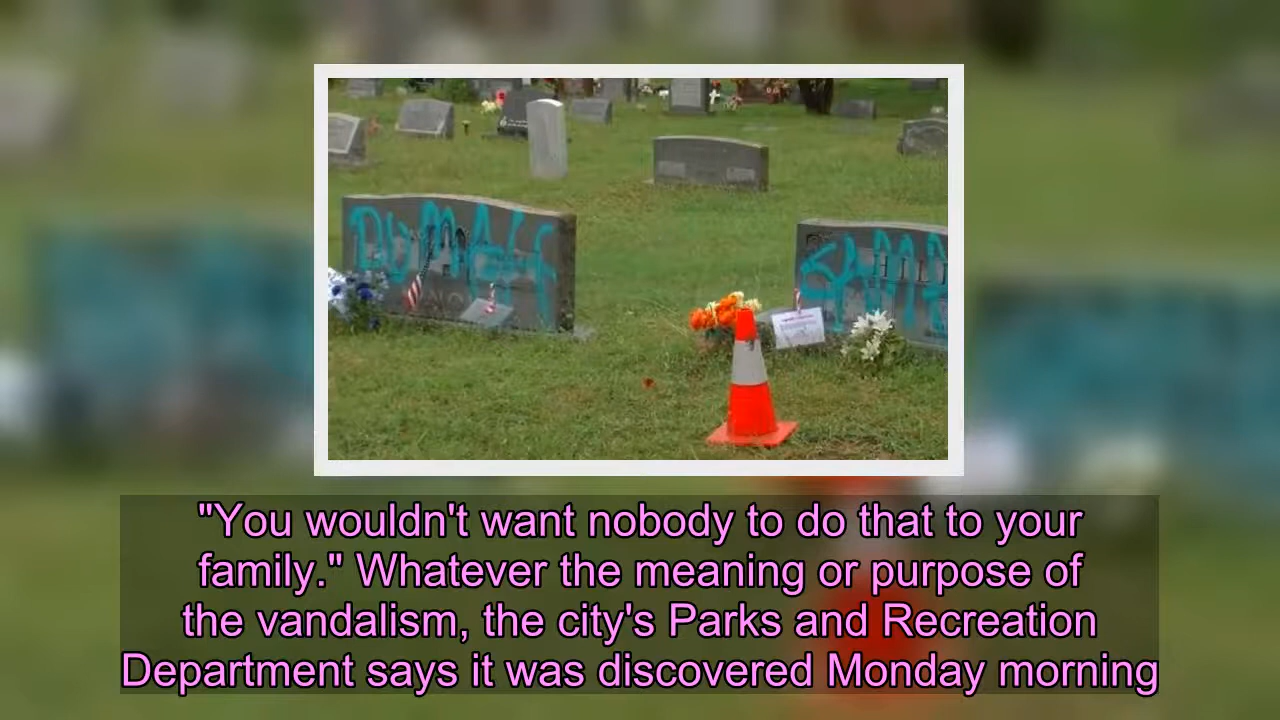 "You wouldn't want nobody to do that to your
family." Whatever the meaning or purpose of
the vandalism, the city's Parks and Recreation
Department says it was discovered Monday morning